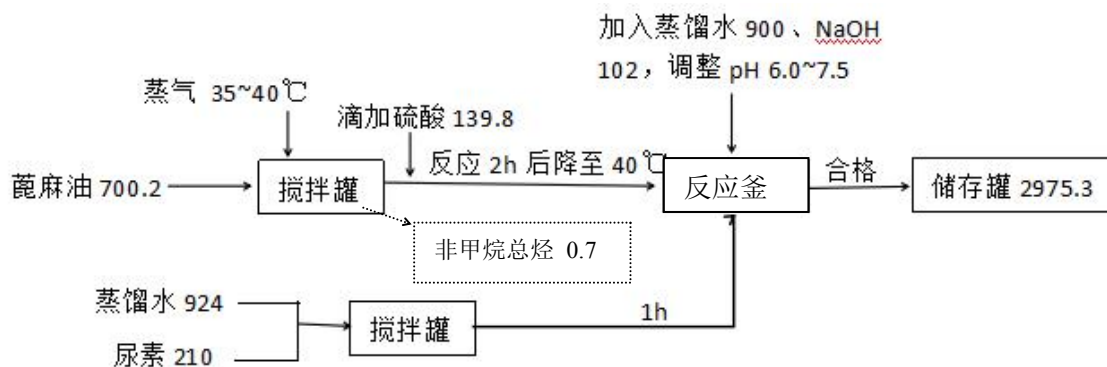 加入蒸馏水 900 、NaOH
102，调整 pH 6.0~7.5
蒸气 35~40℃
滴加硫酸 139.8
反应 2h 后降至 40℃
合格
蓖麻油 700.2
搅拌罐
反应釜
储存罐 2975.3
非甲烷总烃 0.7
蒸馏水 924
1h
搅拌罐
尿素 210